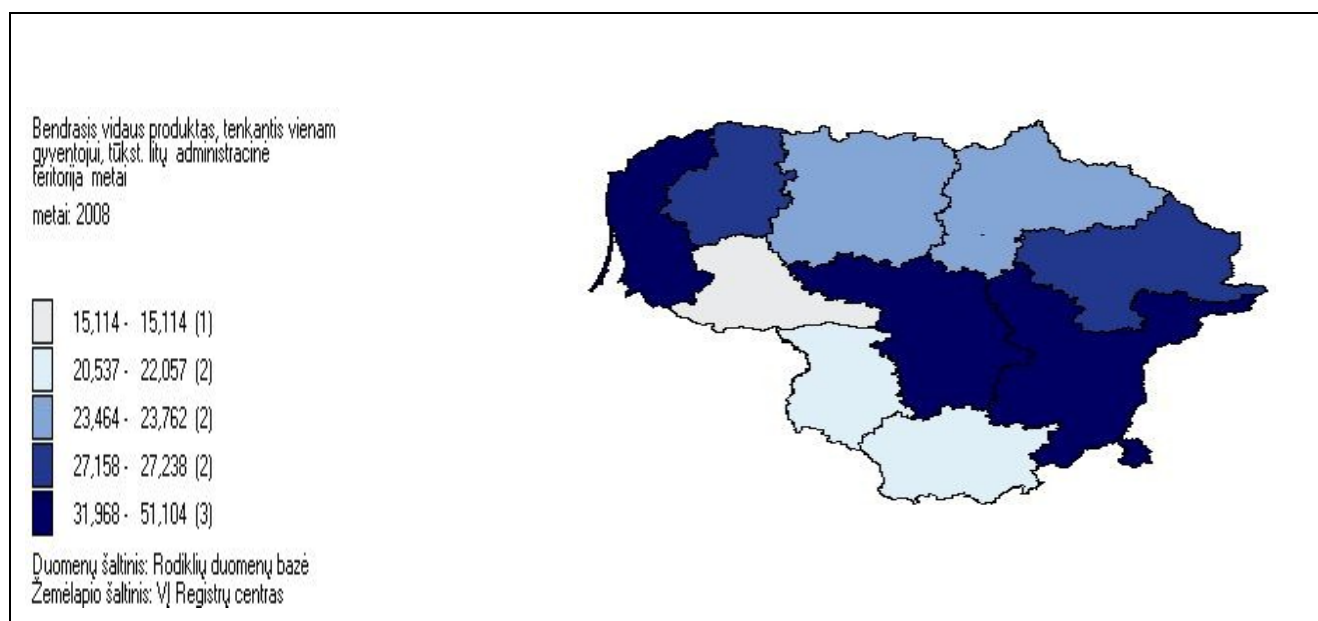 Bendrasis vidaus produktas, tenkantis vienam
gyventojui, tūkst. litų administracinė
teritorija metai
metai: 2008
15,114 - 15,114 (1)
20,537 - 22,057 (2)
23,464 - 23,762 (2)
27,158 - 27,238 (2)
31,968 - 51,104 (3)
Duomenų šaltinis: Rodiklių duomenų bazė
Žemėlapio šaltinis: VĮ Registrų centras